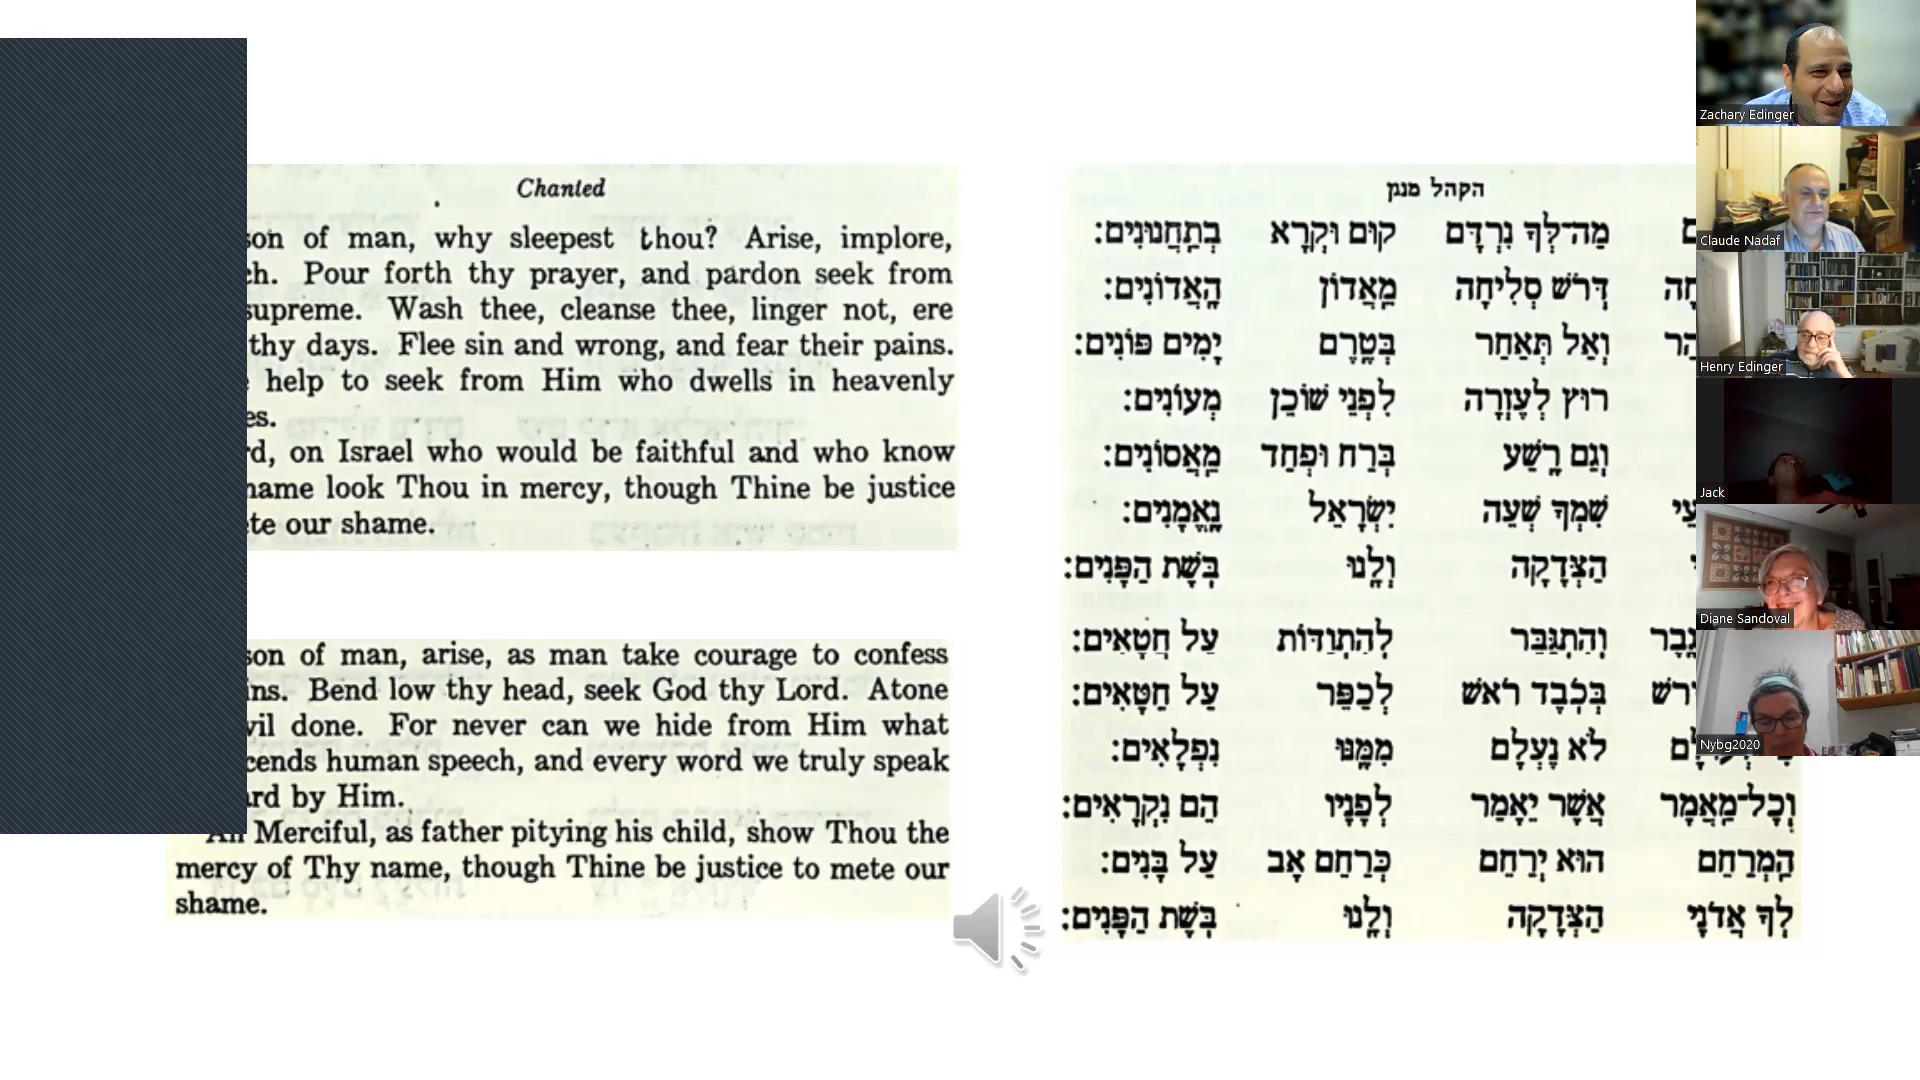 Chanted
son of man, why sleepest thou? Arise, implore,
ch. Pour forth thy prayer, and pardon seek from
supreme. Wash thee, cleanse thee, linger not, ere
thy days. Flee sin and wrong, and fear their pains.
help to seek from Him who dwells in heavenly
es.
rd, on Israel who would be faithful and who know
name look Thou in mercy, though Thine be justice
te our shame.
son of man, arise, as man take courage to confess
ins. Bend low thy head, seek God thy Lord. Atone
vil done. For never can we hide from Him what
cends human speech, and every word we truly speak
ard by Him.
Merciful, as father pitying his child, show Thou the
mercy of Thy name, though Thine be justice to mete our
shame.
הקהל מנגן
מַה־לְּךָ נִרְדָּם קוּם וּקְרָא בְּתַחֲנוּנִים:
דְּרֹשׁ סְלִיחָה מֵאֲדוֹן הָאֲדוֹנִים:
וְאַל תְּאַחַר בְּטֶרֶם יָמִים פּוֹנִים:
רוּץ לְעֶזְרָה לִפְנֵי שׁוֹכֵן מְעוֹנִים:
וְגַם רֶשַׁע בְּרַח וּפְחַד מֵאֲסוֹנִים:
שִׁמְךָ שְׁעֵה יִשְׂרָאֵל נֶאֱמָנִים:
הַצְּדָקָה וְלָנוּ בֹּשֶׁת הַפָּנִים:
וְהִתְגַּבֵּר לְהִתְוַדּוֹת עַל חֲטָאִים:
בְּכֹבֶד רֹאשׁ לְכַפֵּר עַל חַטָּאִים:
לֹא נֶעְלָם מִמֶּנּוּ נִפְלָאִים:
וְכָל־מַאֲמָר אֲשֶׁר יֵאָמַר לְפָנָיו הֵם נִקְרָאִים:
הַמְרַחֵם הוּא יְרַחֵם כְּרַחֵם אָב עַל בָּנִים:
לְךָ אֲדֹנָי הַצְּדָקָה וְלָנוּ בֹּשֶׁת הַפָּנִים:
Zachary Edinger
Claude Nadaf
Henry Edinger
Jack
Diane Sandoval
Nybg2020